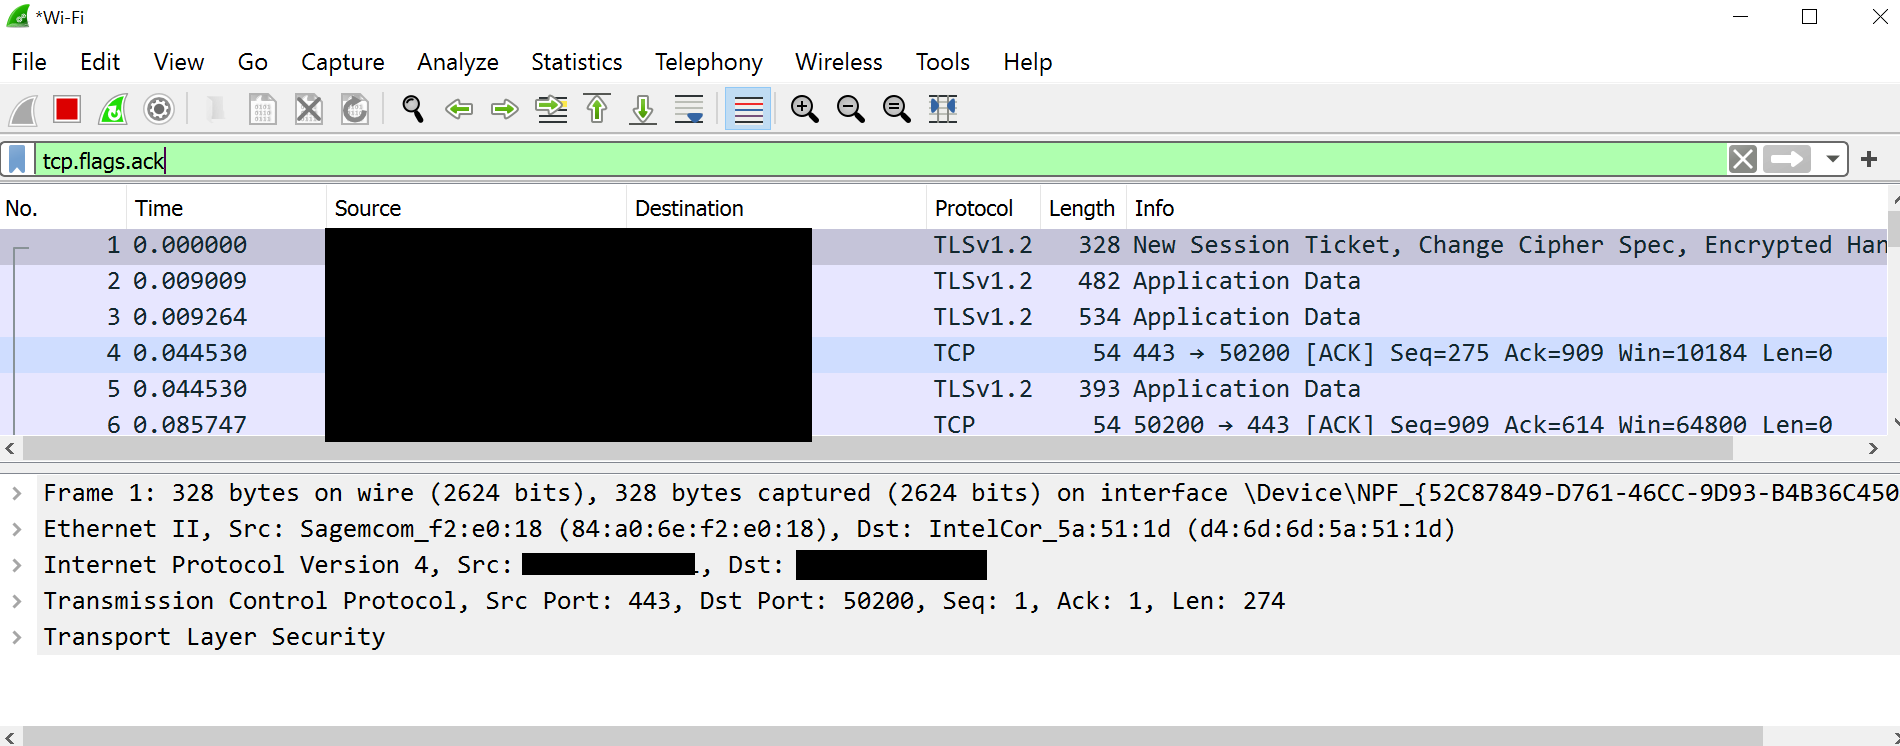 *Wi-Fi
File Edit View Go Capture Analyze Statistics Telephony Wireless Tools Help
tcp.flags.ack
No. Time Source Destination Protocol Length Info
1 0.000000 TLSv1.2 328 New Session Ticket, Change Cipher Spec, Encrypted Han
2 0.009009 TLSv1.2 482 Application Data
3 0.009264 TLSv1.2 534 Application Data
4 0.044530 TCP 54 443 → 50200 [ACK] Seq=275 Ack=909 Win=10184 Len=0
5 0.044530 TLSv1.2 393 Application Data
6 0.085747 TCP 54 50200 → 443 [ACK] Seq=909 Ack=614 Win=64800 Len=0
Frame 1: 328 bytes on wire (2624 bits), 328 bytes captured (2624 bits) on interface \Device\NPF_{52C87849-D761-46CC-9D93-B4B36C450
Ethernet II, Src: Sagemcom_f2:e0:18 (84:a0:6e:f2:e0:18), Dst: IntelCor_5a:51:1d (d4:6d:6d:5a:51:1d)
Internet Protocol Version 4, Src: , Dst:
Transmission Control Protocol, Src Port: 443, Dst Port: 50200, Seq: 1, Ack: 1, Len: 274
Transport Layer Security